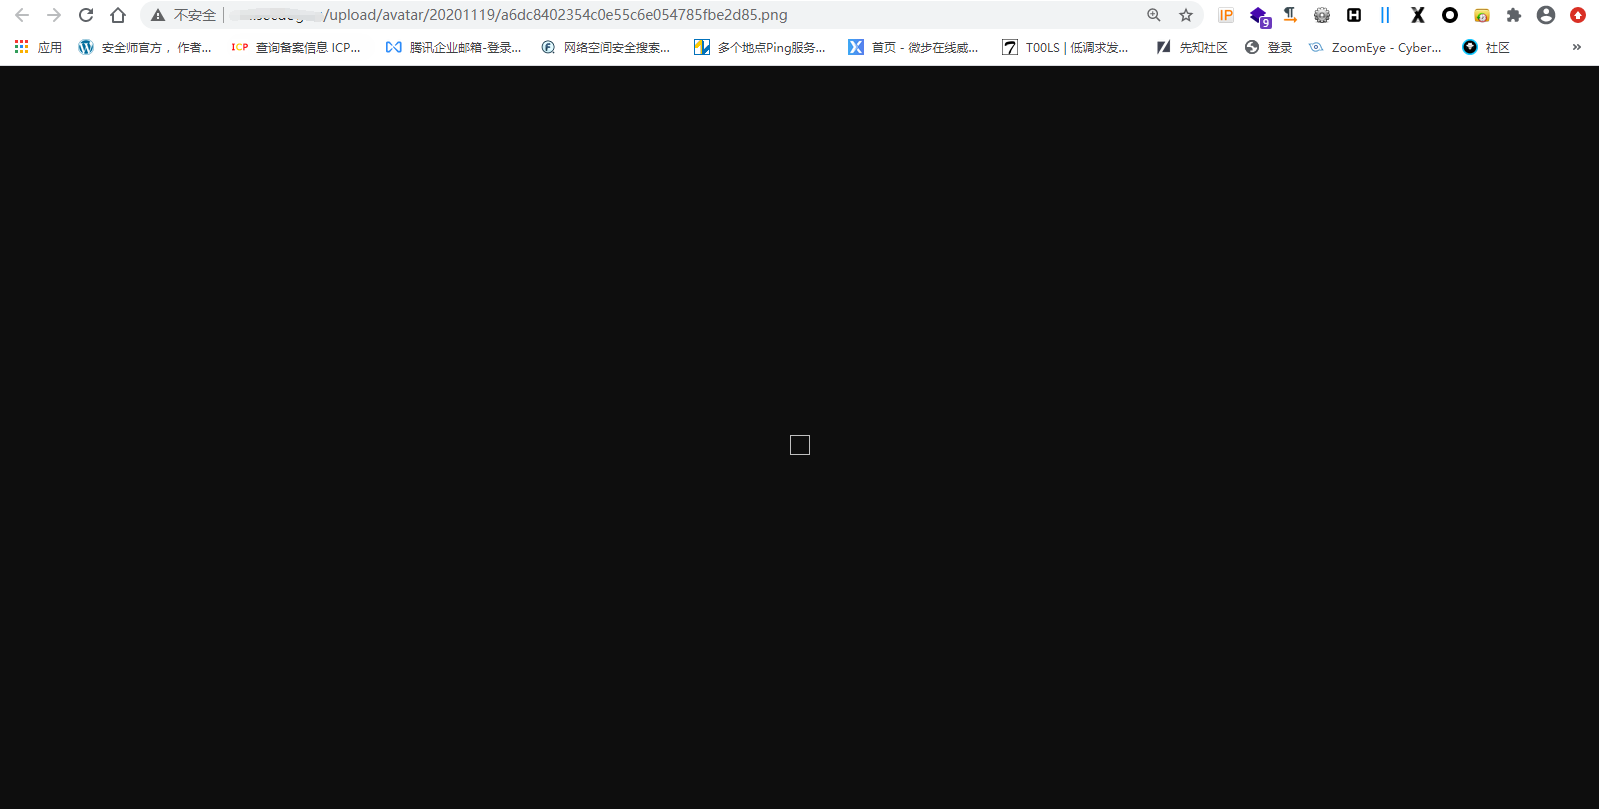 不安全 /upload/avatar/20201119/a6dc8402354c0e55c6e054785fbe2d85.png IP 9
应用 安全师官方，作者... ICP 查询备案信息 ICP... 腾讯企业邮箱-登录... 网络空间安全搜索... 多个地点Ping服务... 首页 - 微步在线威... T00LS | 低调求发... 先知社区 登录 ZoomEye - Cyber... 社区 »